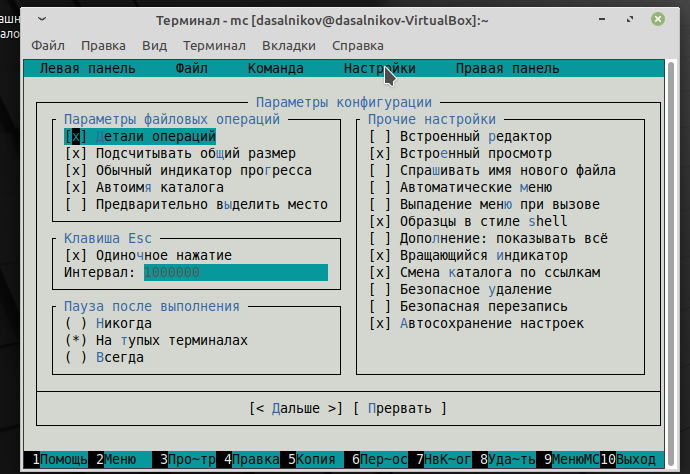 ашн
ало
Терминал - mc [dasalnikov@dasalnikov-VirtualBox]:~
Файл Правка Вид Терминал Вкладки Справка
Левая панель Файл Команда Настройки Правая панель
Параметры конфигурации
Параметры файловых операций
[x] Детали операций
[x] Подсчитывать общий размер
[x] Обычный индикатор прогресса
[x] Автоимя каталога
[ ] Предварительно выделить место
Клавиша Esc
[x] Одиночное нажатие
Интервал: 1000000
Пауза после выполнения
( ) Никогда
(*) На тупых терминалах
( ) Всегда
Прочие настройки
[ ] Встроенный редактор
[x] Встроенный просмотр
[ ] Спрашивать имя нового файла
[ ] Автоматические меню
[ ] Выпадение меню при вызове
[x] Образцы в стиле shell
[ ] Дополнение: показывать всё
[x] Вращающийся индикатор
[x] Смена каталога по ссылкам
[ ] Безопасное удаление
[ ] Безопасная перезапись
[x] Автосохранение настроек
[< Дальше >] [ Прервать ]
1Помощь 2Меню 3Про~тр 4Правка 5Копия 6Пер~ос 7НвК~ог 8Уда~ть 9МенюМС 10Выход